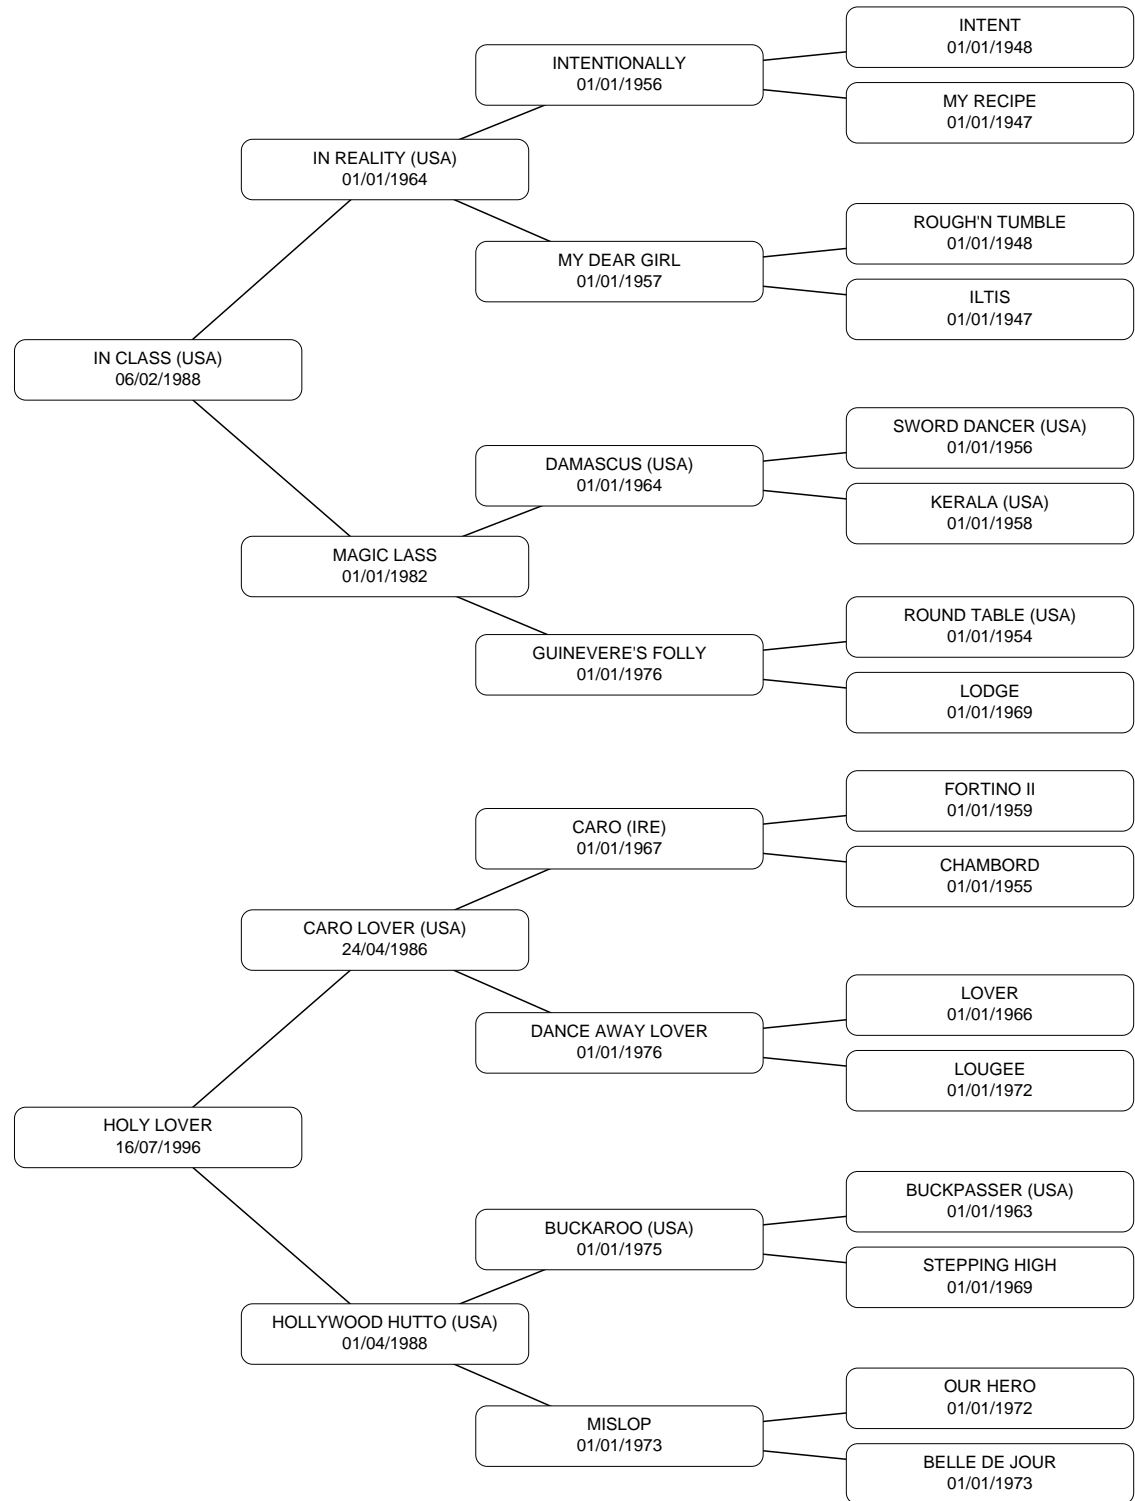 INTENT
01/01/1948
INTENTIONALLY
01/01/1956
MY RECIPE
01/01/1947
IN REALITY (USA)
01/01/1964
ROUGH'N TUMBLE
01/01/1948
MY DEAR GIRL
01/01/1957
ILTIS
01/01/1947
IN CLASS (USA)
06/02/1988
SWORD DANCER (USA)
01/01/1956
DAMASCUS (USA)
01/01/1964
KERALA (USA)
01/01/1958
MAGIC LASS
01/01/1982
ROUND TABLE (USA)
01/01/1954
GUINEVERE'S FOLLY
01/01/1976
LODGE
01/01/1969
FORTINO II
01/01/1959
CARO (IRE)
01/01/1967
CHAMBORD
01/01/1955
CARO LOVER (USA)
24/04/1986
LOVER
01/01/1966
DANCE AWAY LOVER
01/01/1976
LOUGEE
01/01/1972
HOLY LOVER
16/07/1996
BUCKPASSER (USA)
01/01/1963
BUCKAROO (USA)
01/01/1975
STEPPING HIGH
01/01/1969
HOLLYWOOD HUTTO (USA)
01/04/1988
OUR HERO
01/01/1972
MISLOP
01/01/1973
BELLE DE JOUR
01/01/1973